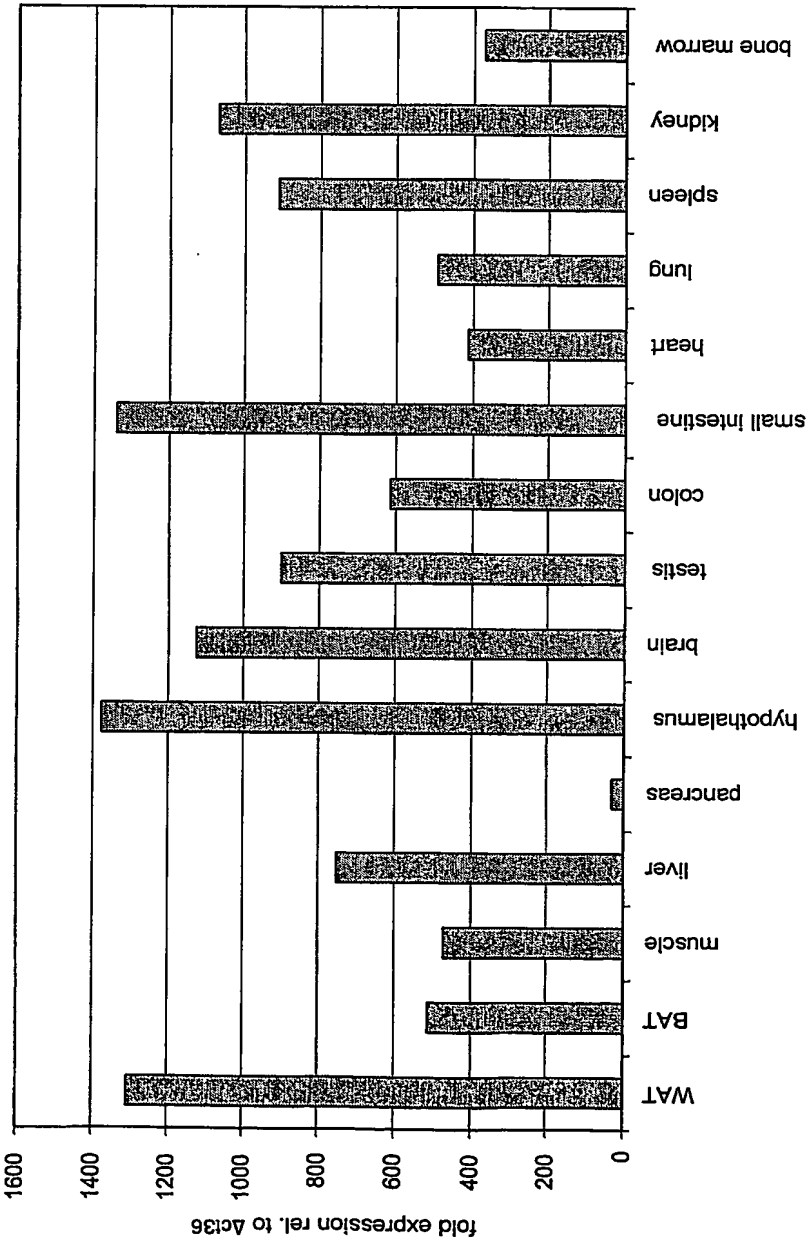 fold expression rel. to Δct36
1600
1400
1200
1000
800
600
400
200
0
WAT
BAT
muscle
liver
pancreas
hypothalamus
brain
testis
colon
small intestine
heart
lung
spleen
kidney
bone marrow